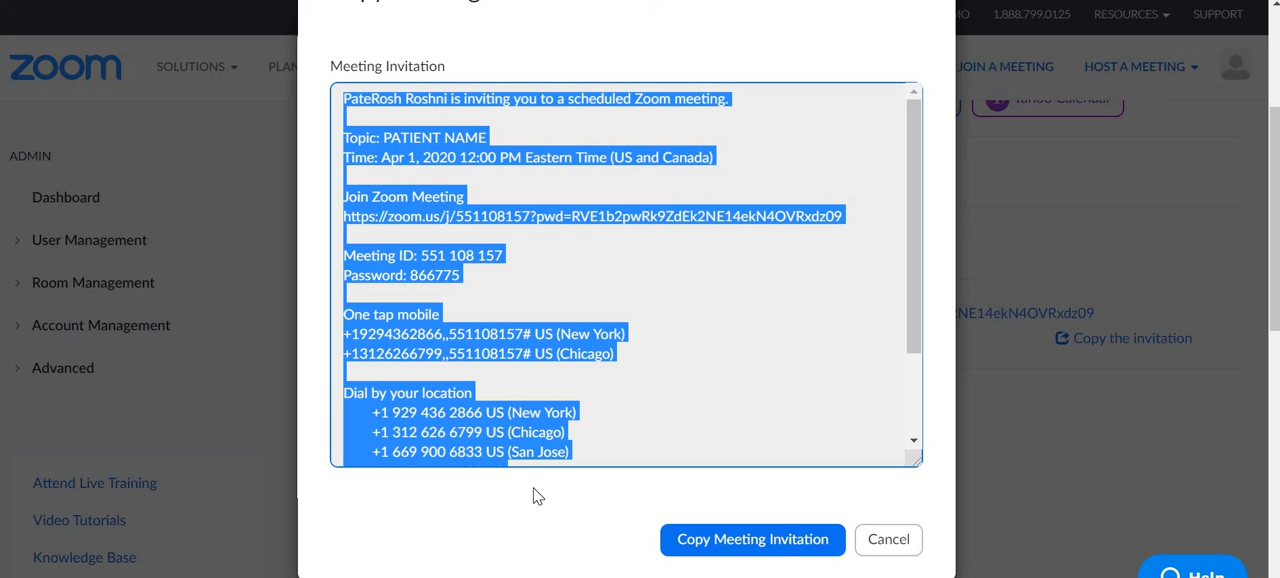 MO
1.888.799.0125
RESOURCES
SUPPORT
zoom
SOLUTIONS
JOIN A MEETING
HOST A MEETING
Meeting Invitation
PateRosh Roshni is inviting you to a scheduled Zoom meeting.
Topic: PATIENT NAME
Time: Apr 1, 2020 12:00 PM Eastern Time (US and Canada)
Join Zoom Meeting
https://zoom.us/j/551108157?pwd=RVE1b2pwRk9ZdEk2NE14ekN4OVRxdz09
Meeting ID: 551 108 157
Password: 866775
One tap mobile
+19294362866,,551108157# US (New York)
+13126266799,,551108157# US (Chicago)
Dial by your location
+1 929 436 2866 US (New York)
+1 312 626 6799 US (Chicago)
+1 669 900 6833 US (San Jose)
Copy Meeting Invitation
Cancel
ADMIN
Dashboard
User Management
Room Management
Account Management
Advanced
Attend Live Training
Video Tutorials
Knowledge Base
Yahoo Calendar
NE14ekN4OVRxdz09
Copy the invitation
Help